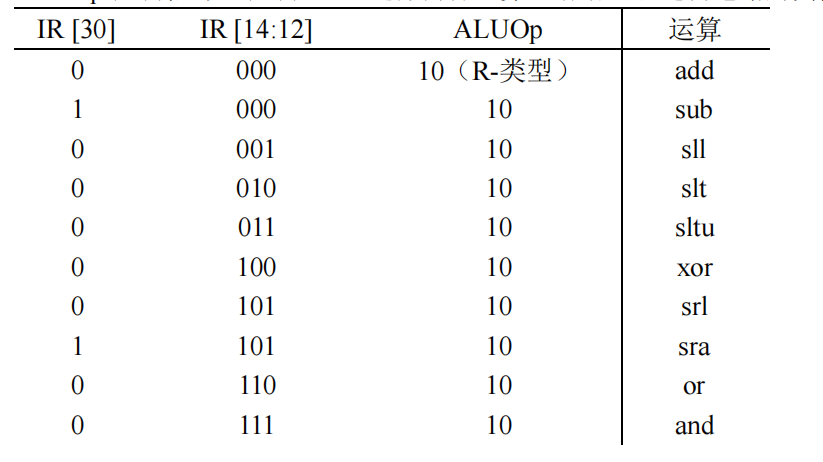 IR [30] IR [14:12] ALUOp 运算
0 000 10（R-类型） add
1 000 10 sub
0 001 10 sll
0 010 10 slt
0 011 10 sltu
0 100 10 xor
0 101 10 srl
1 101 10 sra
0 110 10 or
0 111 10 and